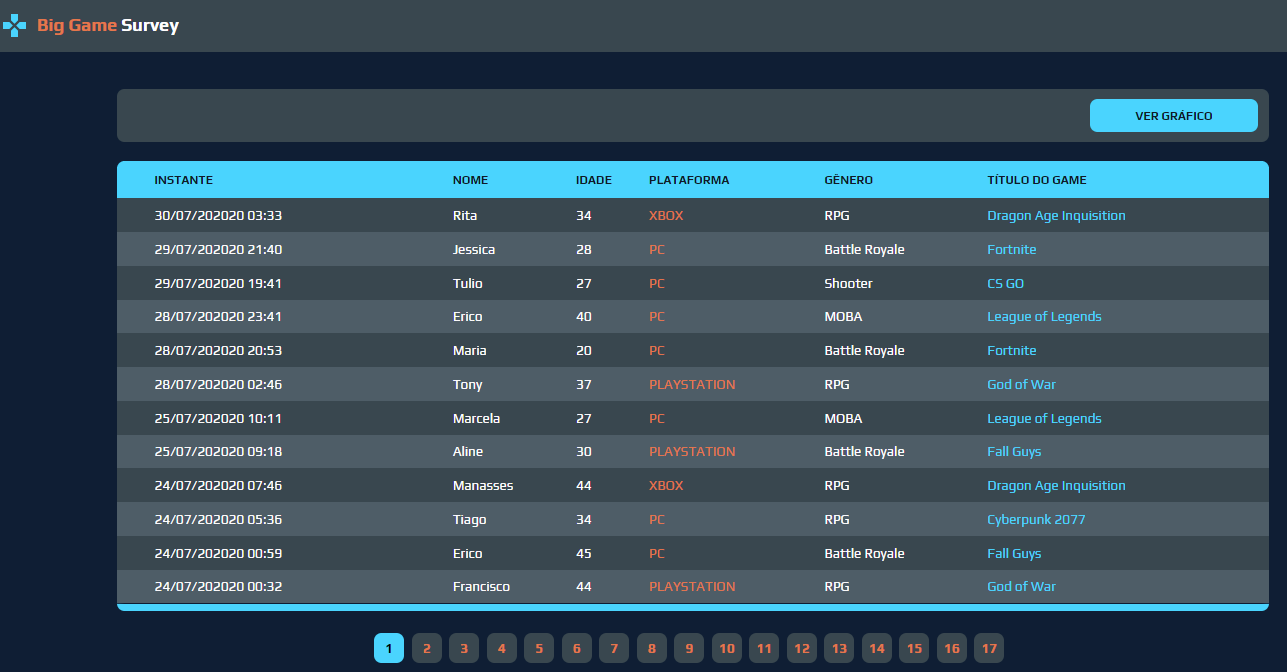 Big Game Survey
VER GRÁFICO
INSTANTE NOME IDADE PLATAFORMA GÊNERO TÍTULO DO GAME
30/07/202020 03:33 Rita 34 XBOX RPG Dragon Age Inquisition
29/07/202020 21:40 Jessica 28 PC Battle Royale Fortnite
29/07/202020 19:41 Tulio 27 PC Shooter CS GO
28/07/202020 23:41 Erico 40 PC MOBA League of Legends
28/07/202020 20:53 Maria 20 PC Battle Royale Fortnite
28/07/202020 02:46 Tony 37 PLAYSTATION RPG God of War
25/07/202020 10:11 Marcela 27 PC MOBA League of Legends
25/07/202020 09:18 Aline 30 PLAYSTATION Battle Royale Fall Guys
24/07/202020 07:46 Manasses 44 XBOX RPG Dragon Age Inquisition
24/07/202020 05:36 Tiago 34 PC RPG Cyberpunk 2077
24/07/202020 00:59 Erico 45 PC Battle Royale Fall Guys
24/07/202020 00:32 Francisco 44 PLAYSTATION RPG God of War
1 2 3 4 5 6 7 8 9 10 11 12 13 14 15 16 17